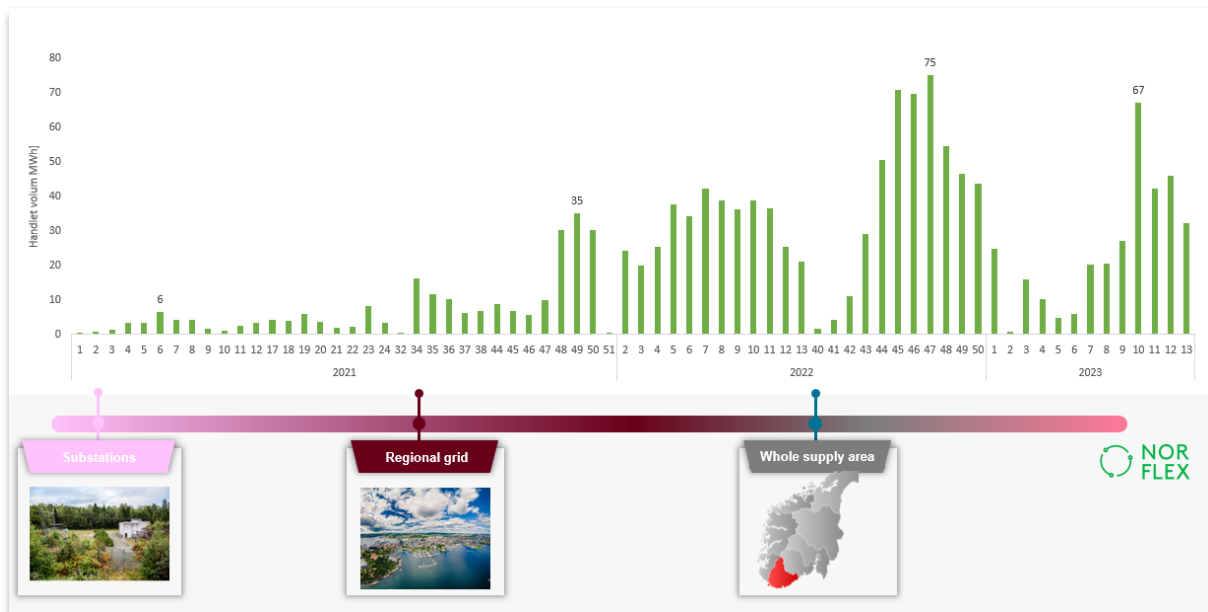 80
75
67
70
60
50
Handlet volum MWh]
40
35
30
20
10
6
0
1 2 3 4 5 6 7 8 9 10 11 12 17 18 19 20 21 22 23 24 32 34 35 36 37 38 44 45 46 47 48 49 50 51 2 3 4 5 6 7 8 9 10 11 12 13 40 41 42 43 44 45 46 47 48 49 50 1 2 3 4 5 6 7 8 9 10 11 12 13
2021 2022 2023
Substations
Regional grid
Whole supply area
NOR
FLEX